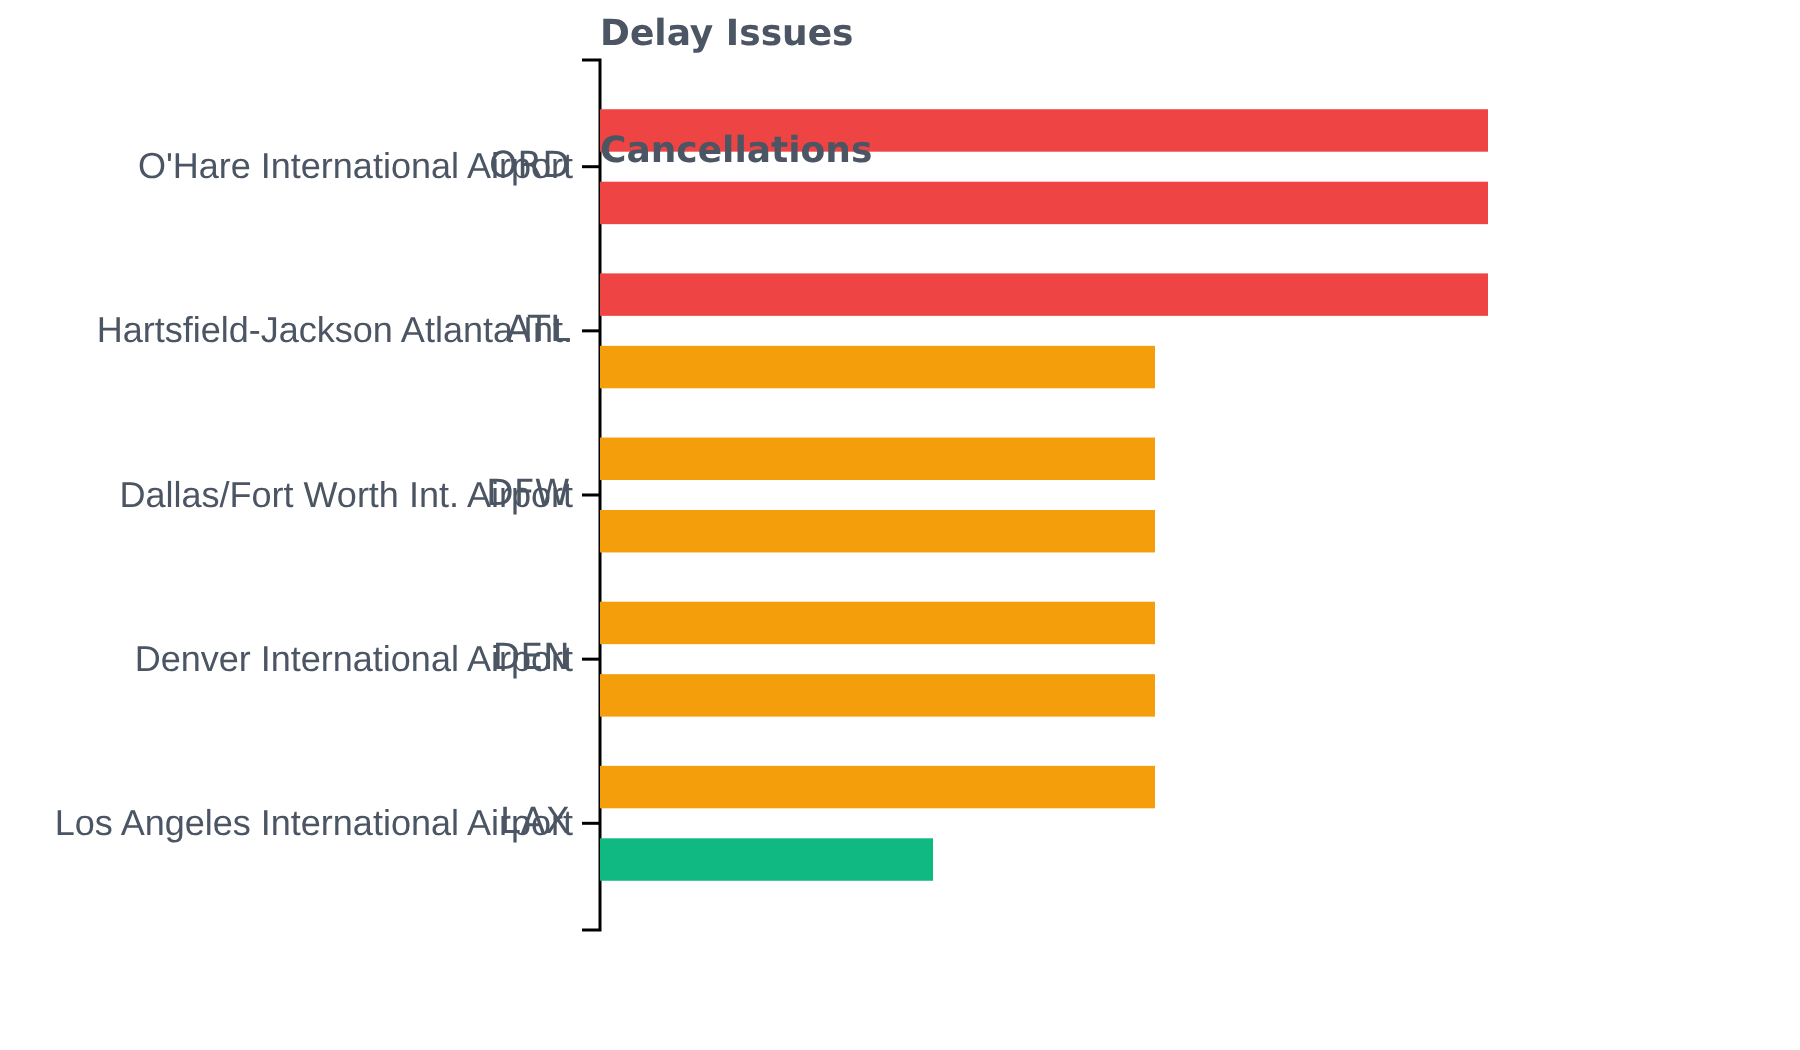 Delay Issues
Cancellations
O'Hare International Airport
ORD
Hartsfield-Jackson Atlanta Int.
ATL
Dallas/Fort Worth Int. Airport
DFW
Denver International Airport
DEN
Los Angeles International Airport
LAX